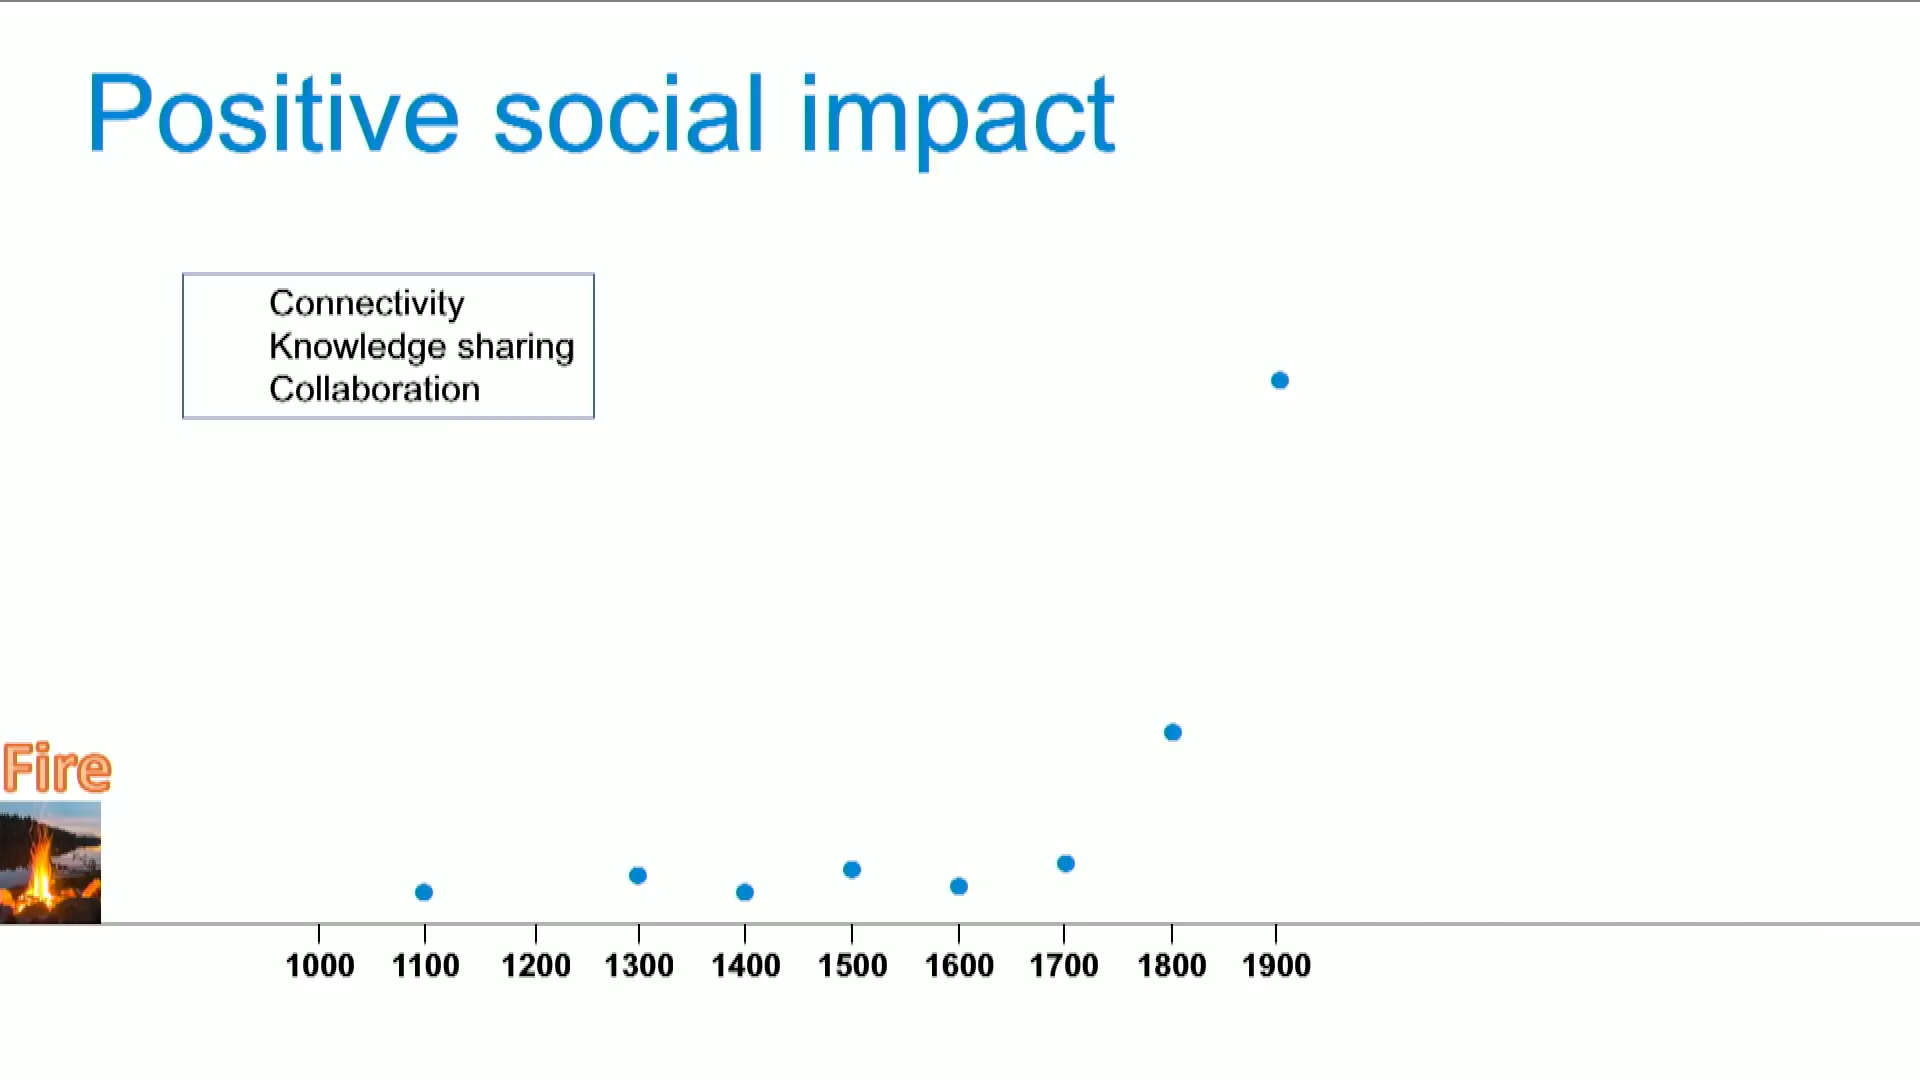 Positive social impact
Connectivity
Knowledge sharing
Collaboration
Fire
1000 1100 1200 1300 1400 1500 1600 1700 1800 1900